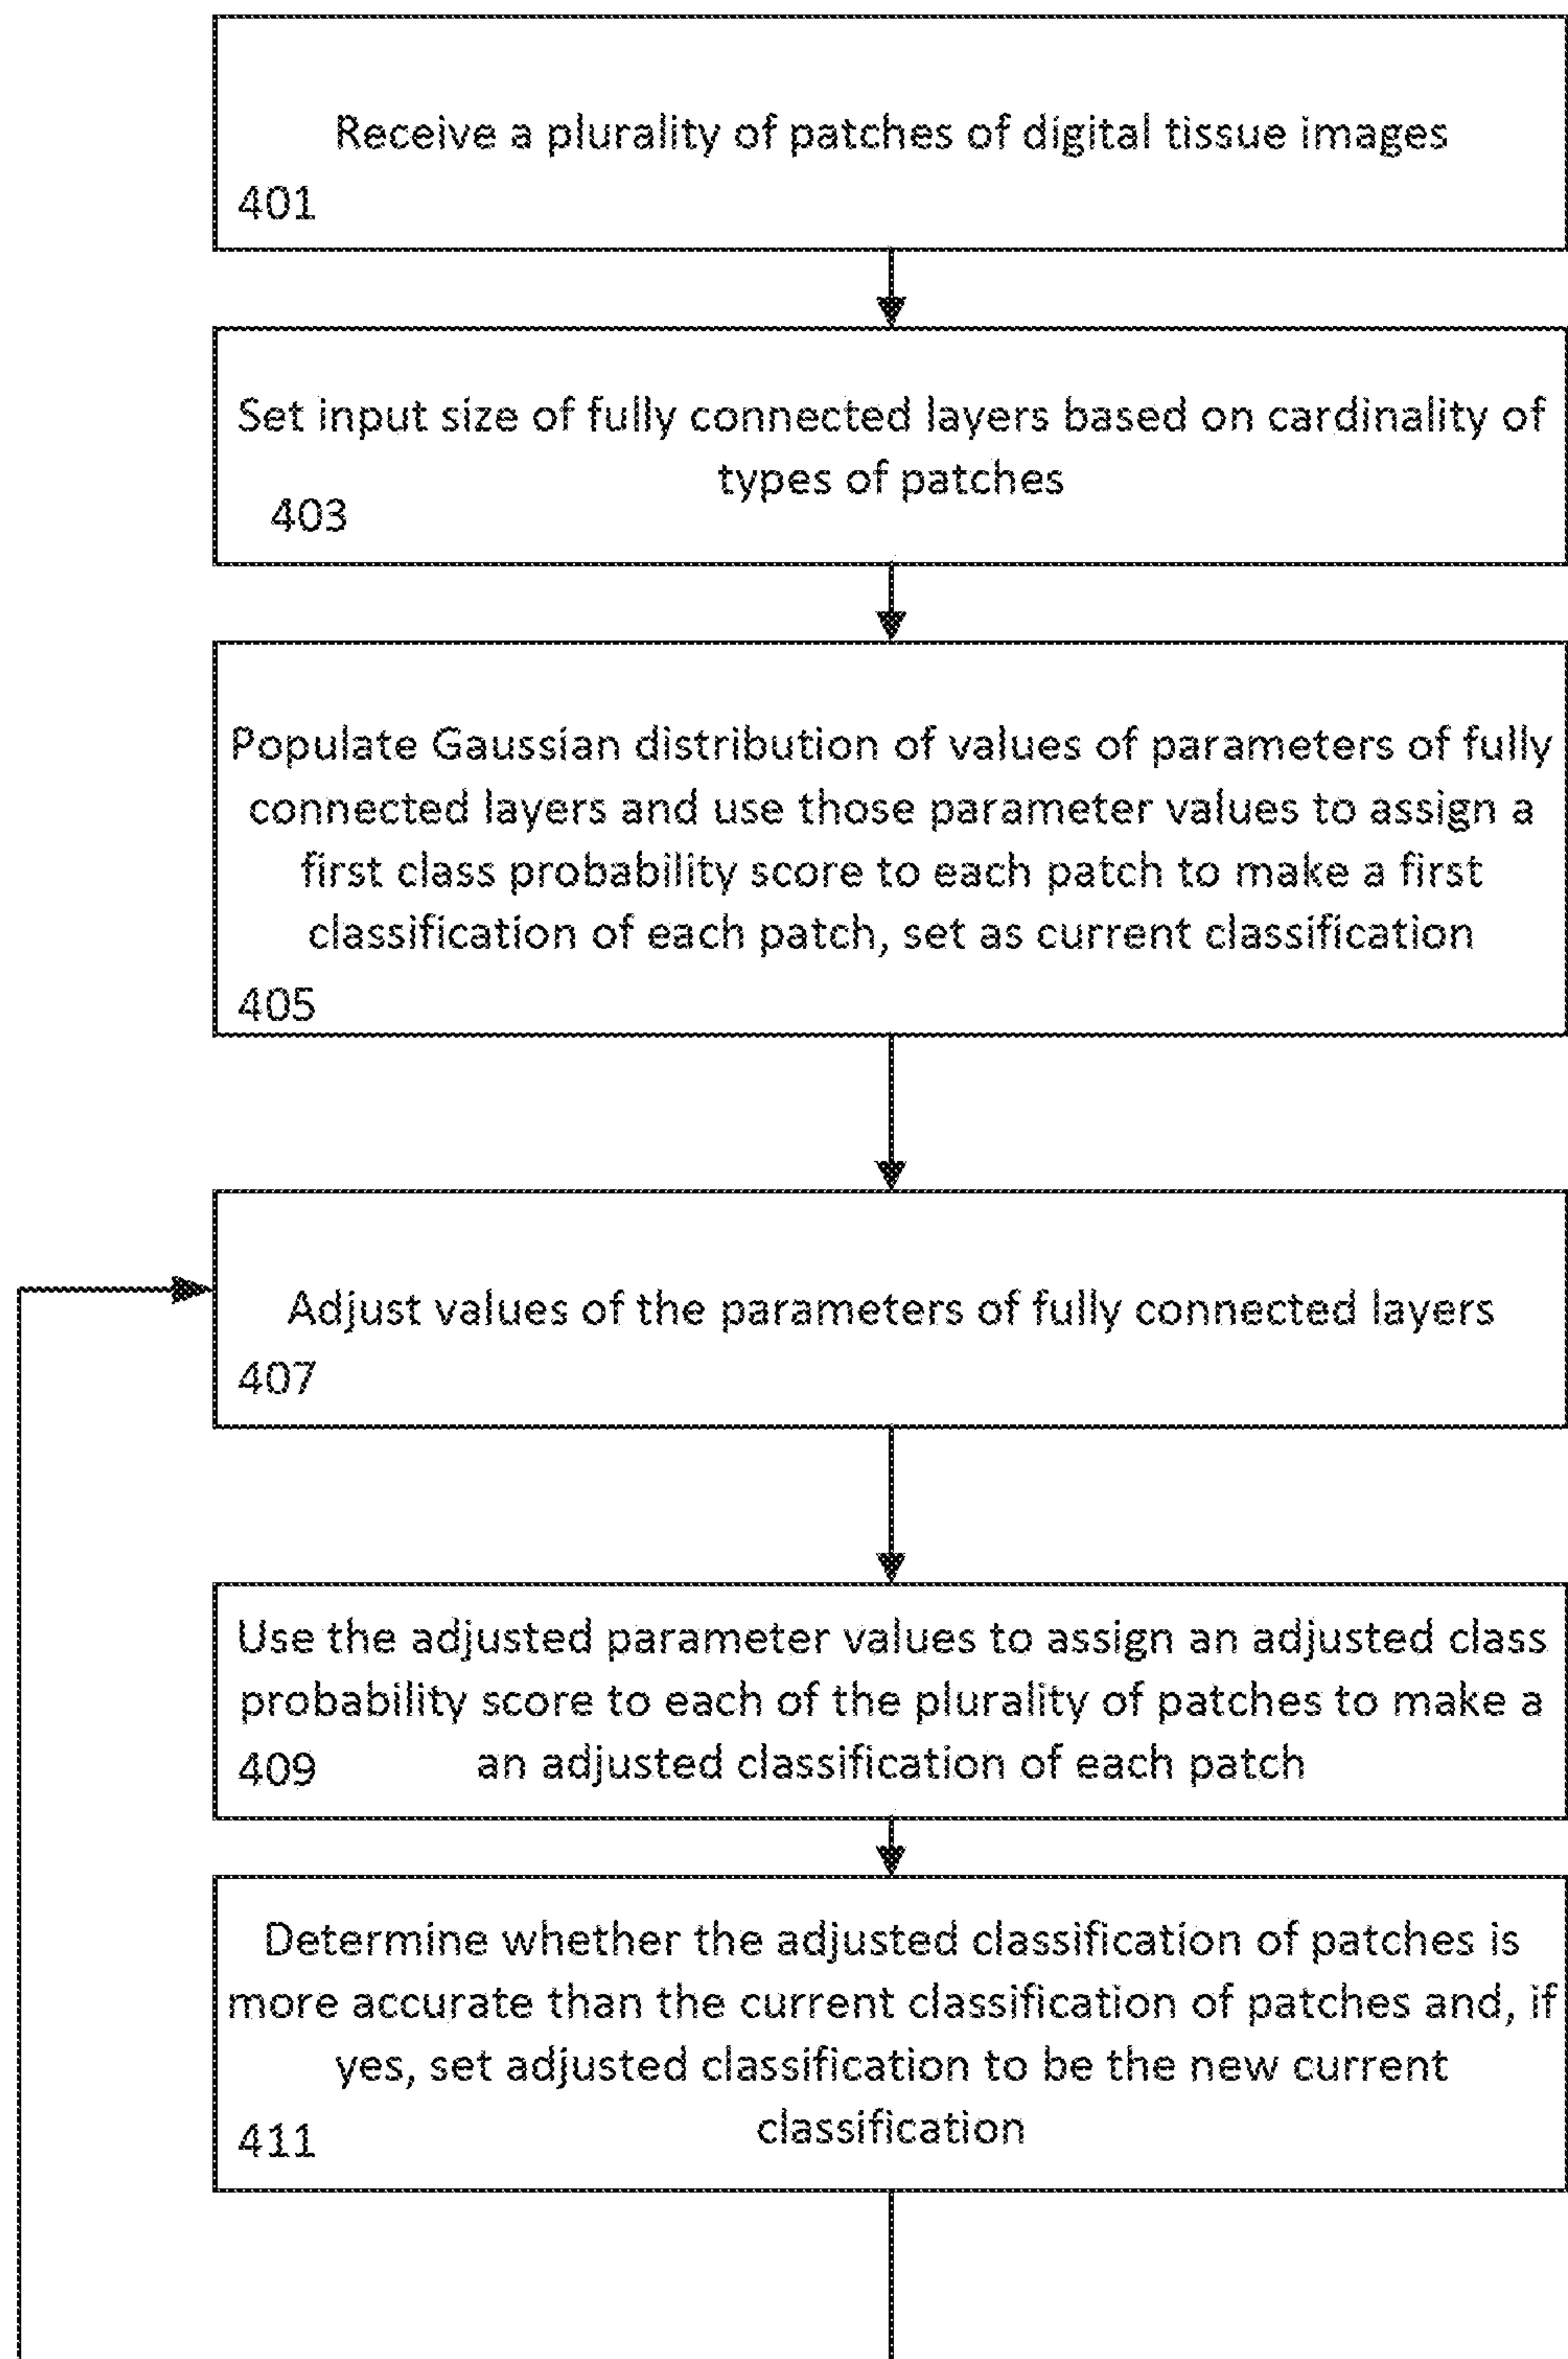 Receive a plurality of patches of digital tissue images
401
Set input size of fully connected layers based on cardinality of
types of patches
403
Populate Gaussian distribution of values of parameters of fully
connected layers and use those parameter values to assign a
first class probability score to each patch to make a first
classification of each patch, set as current classification
405
Adjust values of the parameters of fully connected layers
407
Use the adjusted parameter values to assign an adjusted class
probability score to each of the plurality of patches to make a
409 an adjusted classification of each patch
Determine whether the adjusted classification of patches is
more accurate than the current classification of patches and, if
yes, set adjusted classification to be the new current
classification
411